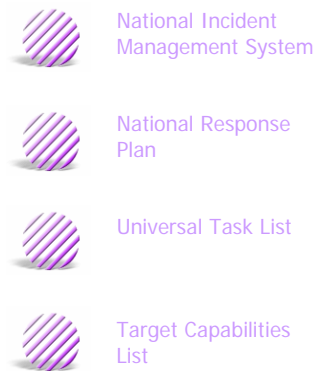 National Incident
Management System
National Response
Plan
Universal Task List
Target Capabilities
List